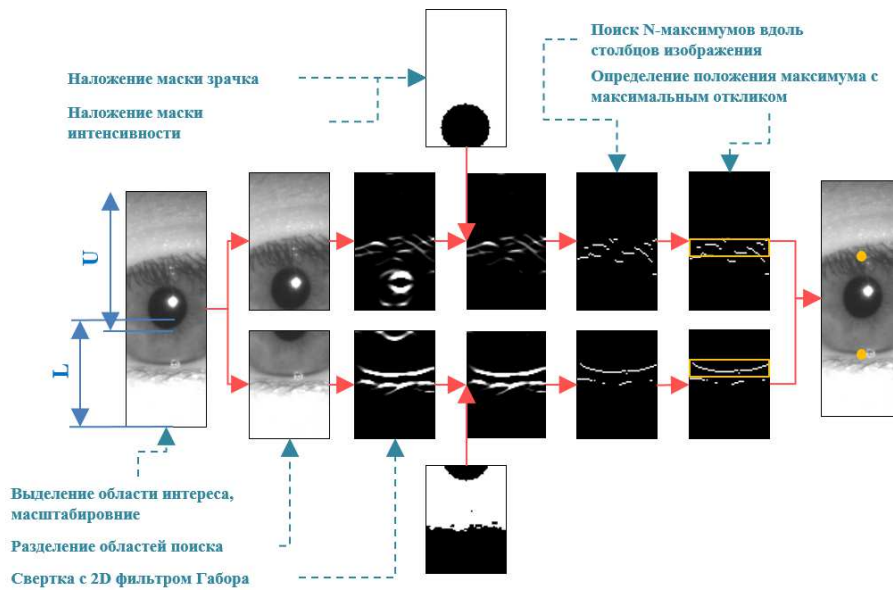 Поиск N-максимумов вдоль
столбцов изображения
Наложение маски зрачка
Определение положения максимума с
максимальным откликом
Наложение маски
интенсивности
U
L
Выделение области интереса,
масштабировние
Разделение областей поиска
Свертка с 2D фильтром Габора